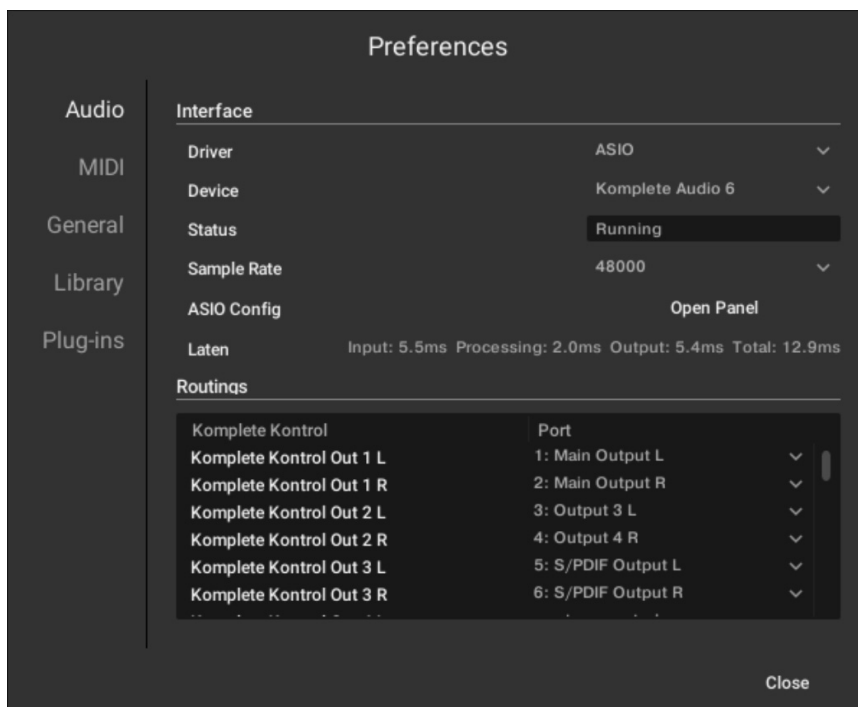 Preferences
Audio
MIDI
General
Library
Plug-ins
Interface
Driver ASIO
Device Komplete Audio 6
Status Running
Sample Rate 48000
ASIO Config Open Panel
Laten Input: 5.5ms Processing: 2.0ms Output: 5.4ms Total: 12.9ms
Routings
Komplete Kontrol Port
Komplete Kontrol Out 1 L 1: Main Output L
Komplete Kontrol Out 1 R 2: Main Output R
Komplete Kontrol Out 2 L 3: Output 3 L
Komplete Kontrol Out 2 R 4: Output 4 R
Komplete Kontrol Out 3 L 5: S/PDIF Output L
Komplete Kontrol Out 3 R 6: S/PDIF Output R
Close